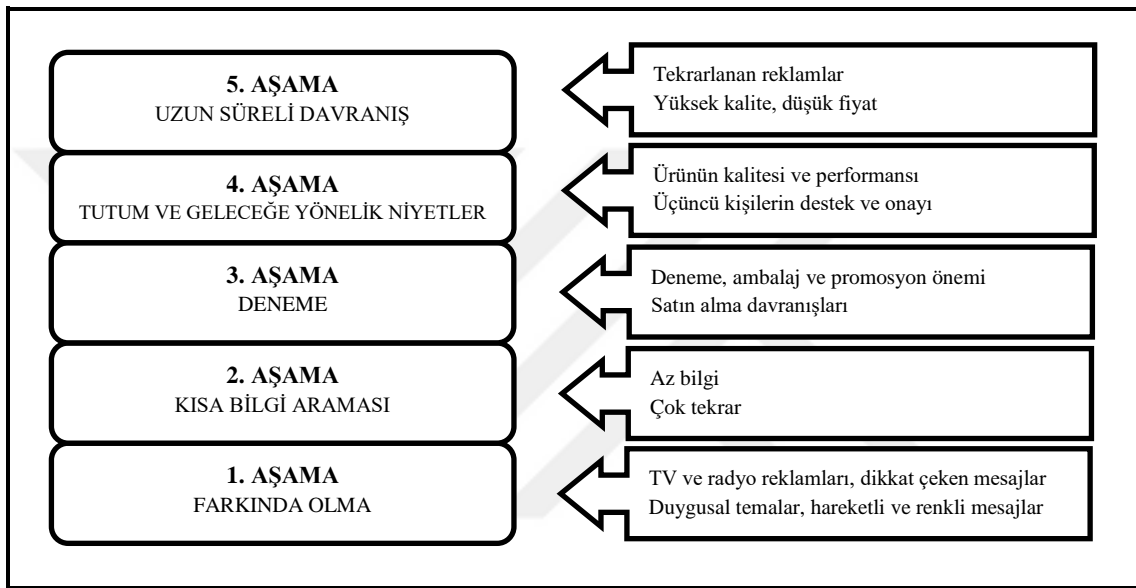 5. AŞAMA
UZUN SÜRELİ DAVRANIŞ
Tekrarlanan reklamlar
Yüksek kalite, düşük fiyat
4. AŞAMA
TUTUM VE GELECEĞE YÖNELİK NİYETLER
Ürünün kalitesi ve performansı
Üçüncü kişilerin destek ve onayı
3. AŞAMA
DENEME
Deneme, ambalaj ve promosyon önemi
Satın alma davranışları
2. AŞAMA
KISA BİLGİ ARAMASI
Az bilgi
Çok tekrar
1. AŞAMA
FARKINDA OLMA
TV ve radyo reklamları, dikkat çeken mesajlar
Duygusal temalar, hareketli ve renkli mesajlar